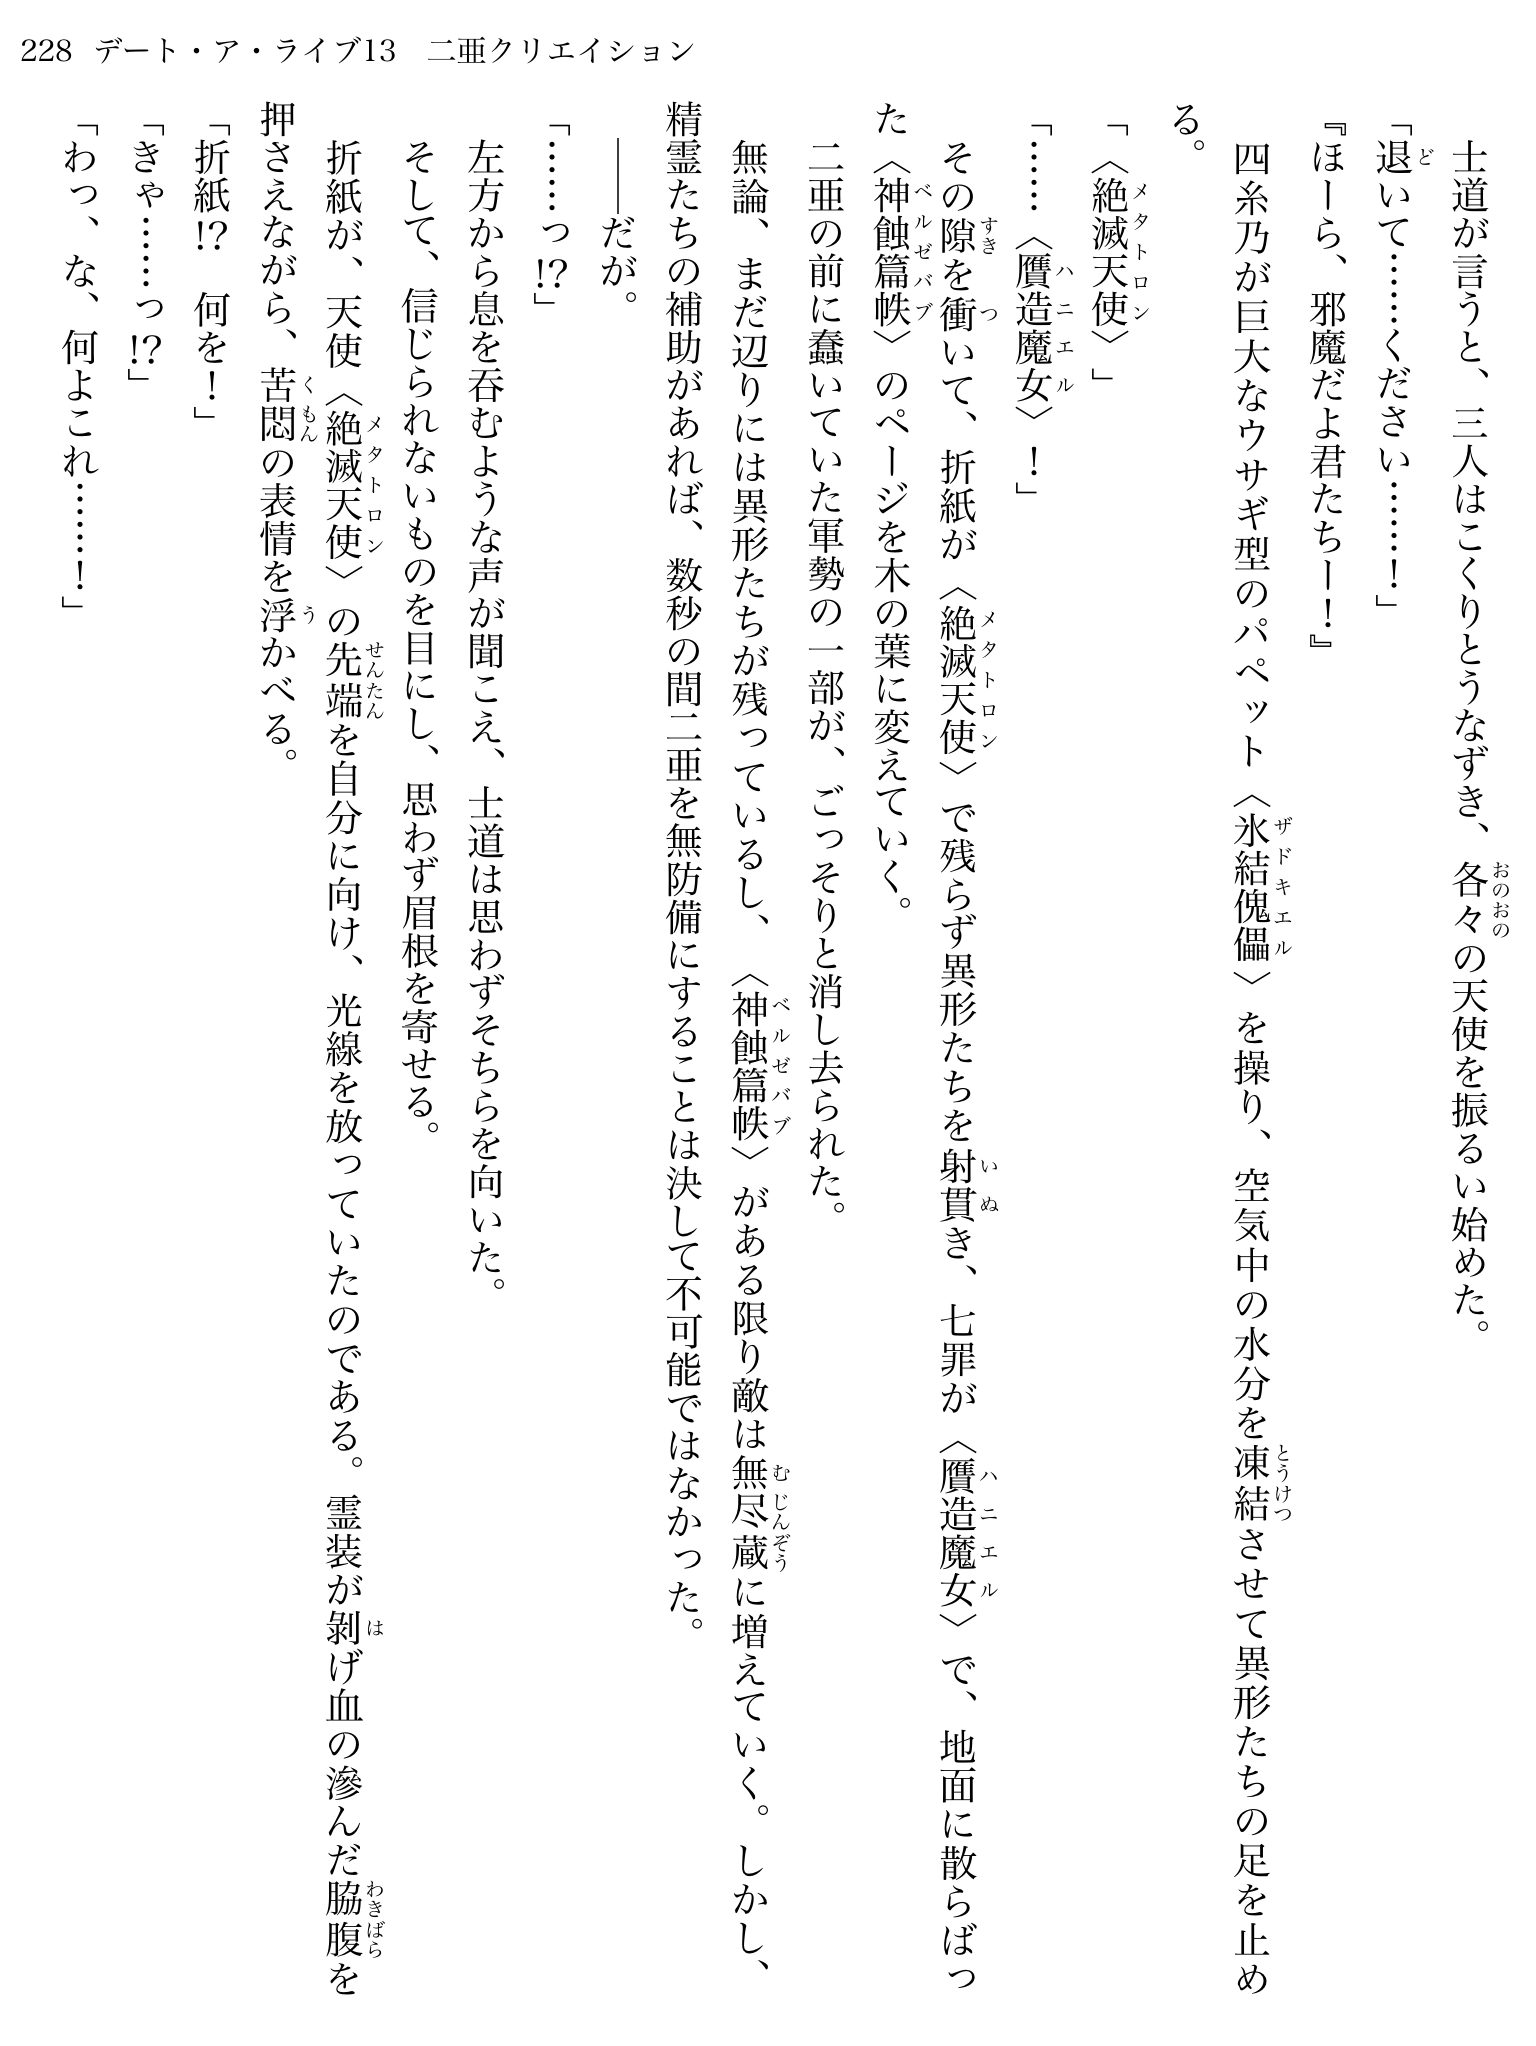 228 デート・ア・ライブ13　二亜クリエイション
　士道が言うと、三人はこくりとうなずき、各々の天使を振るい始めた。
「退いて……ください……！」
『ほーら、邪魔だよ君たちー！』
　四糸乃が巨大なウサギ型のパペット〈氷結傀儡〉を操り、空気中の水分を凍結させて異形たちの足を止め
る。
「〈絶滅天使〉」
「……〈贋造魔女〉！」
　その隙を衝いて、折紙が〈絶滅天使〉で残らず異形たちを射貫き、七罪が〈贋造魔女〉で、地面に散らばっ
た〈神蝕篇帙〉のページを木の葉に変えていく。
　二亜の前に蠢いていた軍勢の一部が、ごっそりと消し去られた。
　無論、まだ辺りには異形たちが残っているし、〈神蝕篇帙〉がある限り敵は無尽蔵に増えていく。しかし、
精霊たちの補助があれば、数秒の間二亜を無防備にすることは決して不可能ではなかった。
　――だが。
「……っ!?」
　左方から息を呑むような声が聞こえ、士道は思わずそちらを向いた。
　そして、信じられないものを目にし、思わず眉根を寄せる。
　折紙が、天使〈絶滅天使〉の先端を自分に向け、光線を放っていたのである。霊装が剝げ血の滲んだ脇腹を
押さえながら、苦悶の表情を浮かべる。
「折紙!?　何を！」
「きゃ……っ!?」
「わっ、な、何よこれ……！」